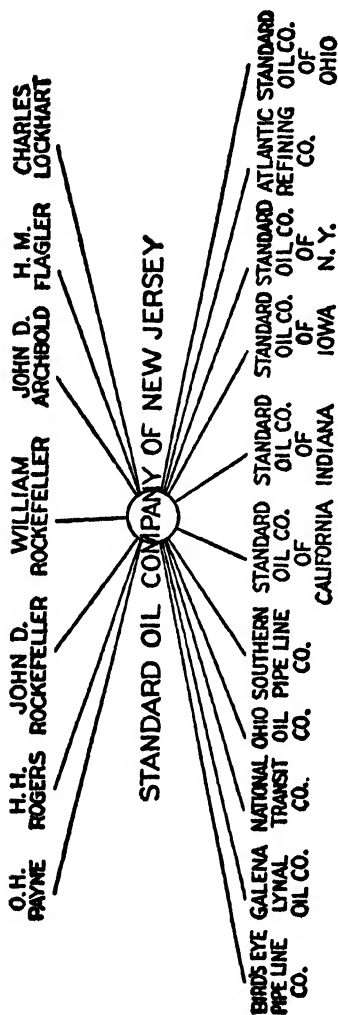 O.H.
PAYNE
H.H.
ROGERS
JOHN D.
ROCKEFELLER
WILLIAM
ROCKEFELLER
JOHN D.
ARCHBOLD
H. M.
FLAGLER
CHARLES
LOCKHART
STANDARD OIL COMPANY OF NEW JERSEY
BIRD'S EYE
PIPE LINE
CO.
GALENA
LYNAL
OIL CO.
NATIONAL
TRANSIT
CO.
OHIO
OIL
CO.
SOUTHERN
PIPE LINE
CO.
STANDARD
OIL CO.
OF
CALIFORNIA
STANDARD
OIL CO.
OF
INDIANA
STANDARD
OIL CO.
OF
IOWA
STANDARD
OIL CO.
OF
N.Y.
ATLANTIC
REFINING
CO.
STANDARD
OIL CO.
OF
OHIO